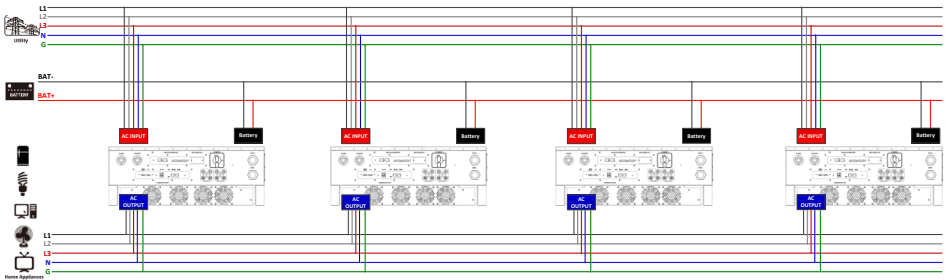 L1
L2
L3
N
G
Utility
BAT-
BATTERY
BAT+
AC INPUT
Battery
AC INPUT
Battery
AC INPUT
Battery
AC INPUT
Battery
AC
OUTPUT
AC
OUTPUT
AC
OUTPUT
AC
OUTPUT
L1
L2
L3
N
G
Home Appliances